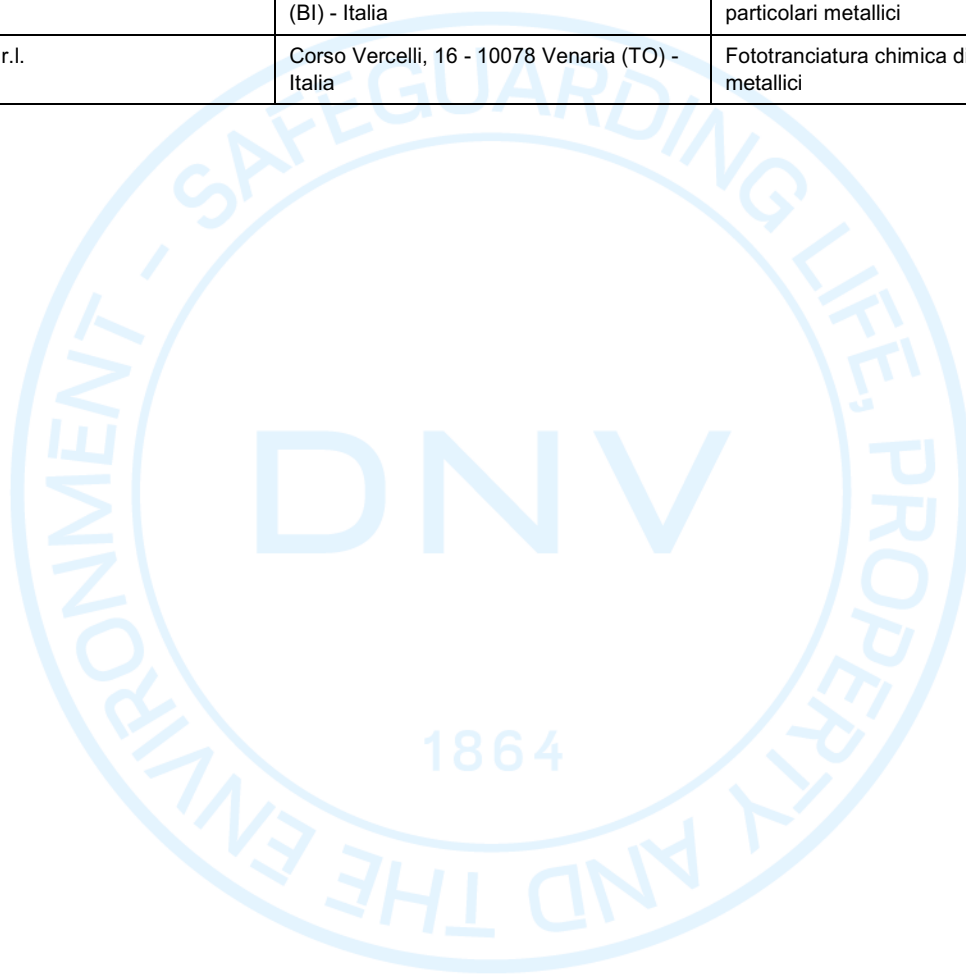 (BI) - Italia
particolari metallici
r.l.
Corso Vercelli, 16 - 10078 Venaria (TO) -
Italia
Fototranciatura chimica di
metallici
SAFEGUARDING LIFE, PROPERTY AND THE ENVIRONMENT -
DNV
1864